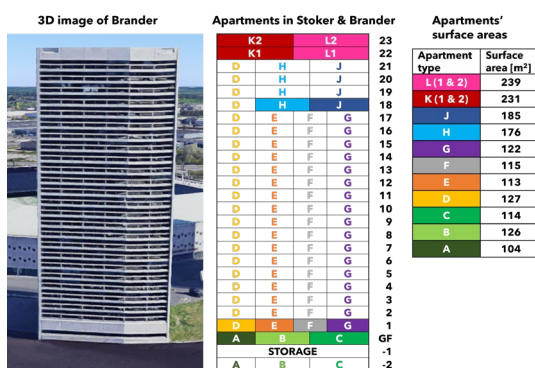 3D image of Brander
Apartments in Stoker & Brander
K2 L2 23
K1 L1 22
D H J 21
D H J 20
D H J 19
D H J 18
D E F G 17
D E F G 16
D E F G 15
D E F G 14
D E F G 13
D E F G 12
D E F G 11
D E F G 10
D E F G 9
D E F G 8
D E F G 7
D E F G 6
D E F G 5
D E F G 4
D E F G 3
D E F G 2
D E F G 1
A B C GF
STORAGE -1
A B C -2
Apartments'
surface areas
Apartment type Surface area [m²]
L (1 & 2) 239
K (1 & 2) 231
J 185
H 176
G 122
F 115
E 113
D 127
C 114
B 126
A 104